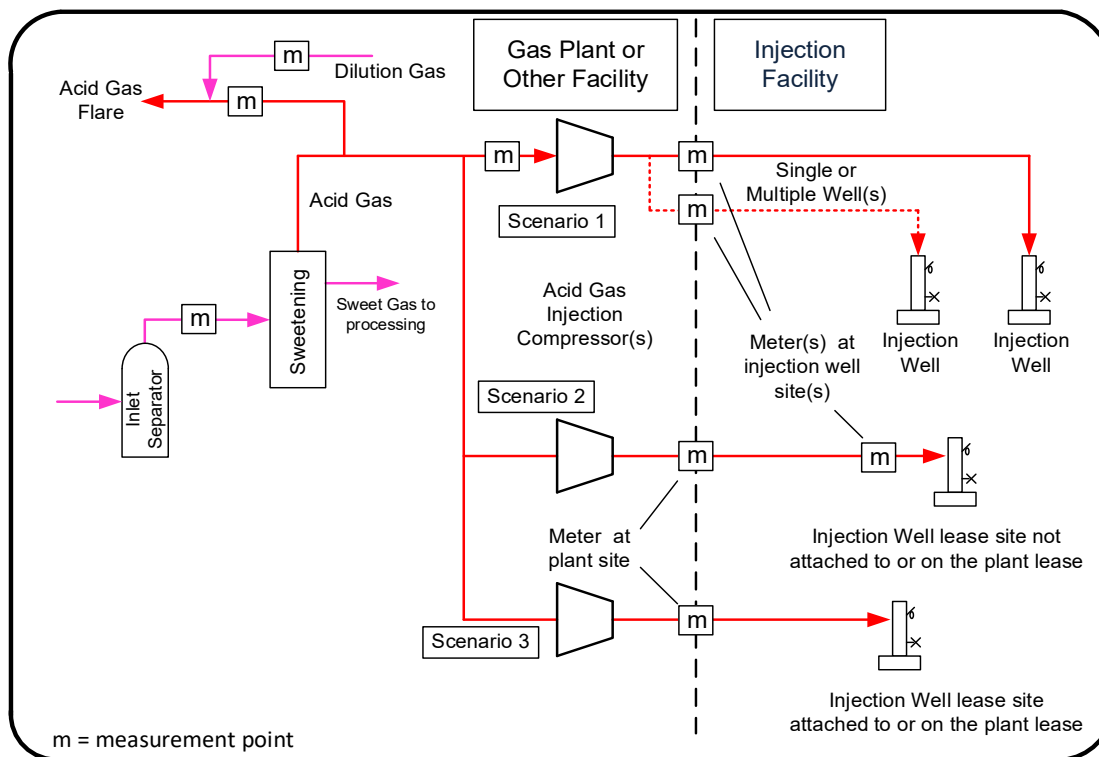 Gas Plant or
Other Facility
Injection
Facility
m
Dilution Gas
Acid Gas
Flare
m
m
m
Single or
Multiple Well(s)
m
Acid Gas
Scenario 1
Sweetening
Sweet Gas to
processing
m
Inlet
Separator
Acid Gas
Injection
Compressor(s)
Injection
Well
Injection
Well
Meter(s) at
injection well
site(s)
Scenario 2
m
m
Injection Well lease site not
attached to or on the plant lease
Meter at
plant site
m
Scenario 3
Injection Well lease site
attached to or on the plant lease
m = measurement point